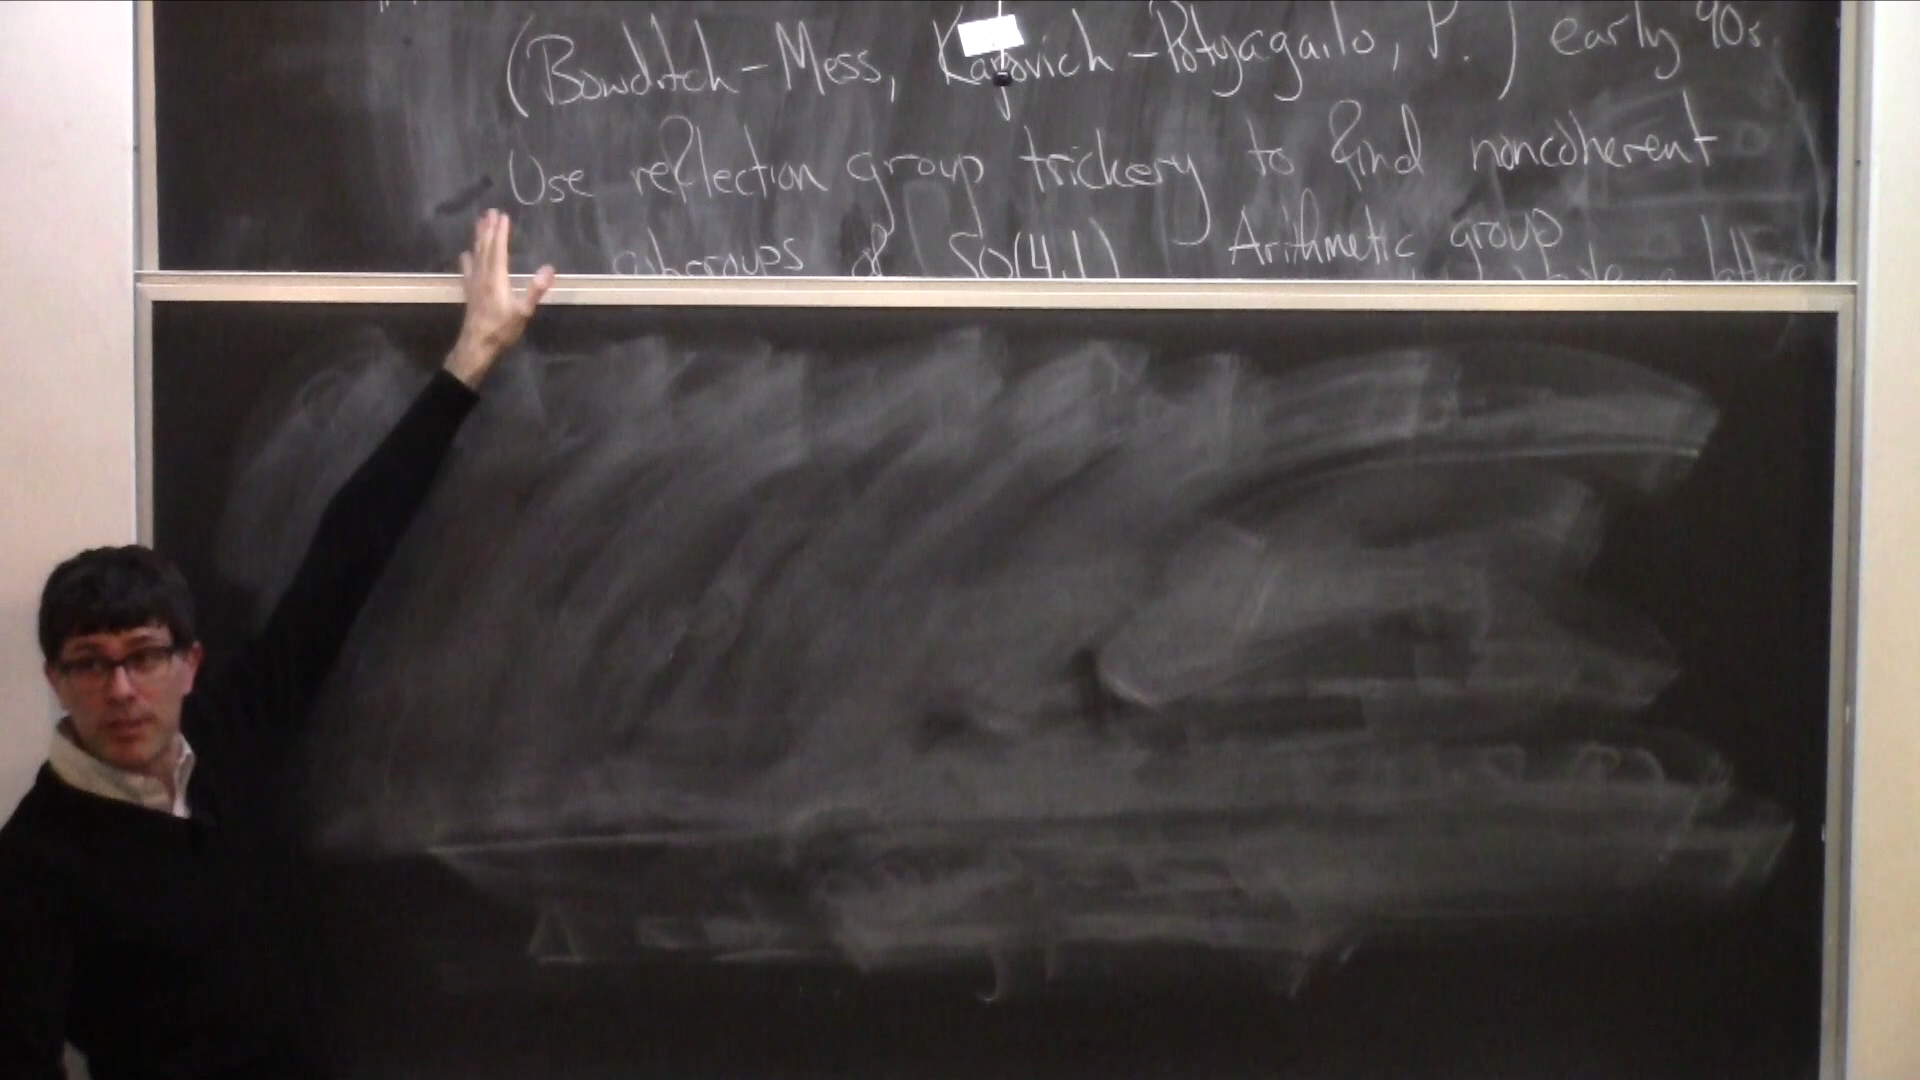 (Bowditch-Mess, Kapovich-Potyagailo, P.) early 90s.
Use reflection group trickery to find noncoherent
subgroups of SO(4,1) Arithmetic group